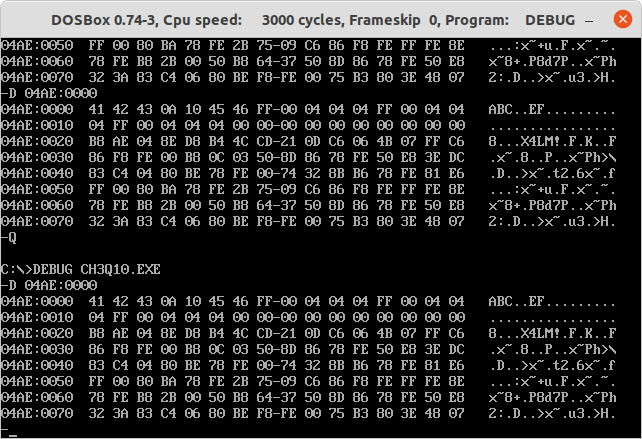 DOSBox 0.74-3, Cpu speed:     3000 cycles, Frameskip  0, Program:   DEBUG
04AE:0050  FF 00 80 BA 78 FE 2B 75-09 C6 86 F8 FE FF FE 8E   ...:x~+u.F.x~.~.
04AE:0060  78 FE B8 2B 00 50 B8 64-37 50 8D 86 78 FE 50 E8   x~8+.P8d7P..x~Ph
04AE:0070  32 3A 83 C4 06 80 BE F8-FE 00 75 B3 80 3E 48 07   2:.D..>x~.u3.>H.
-D 04AE:0000
04AE:0000  41 42 43 0A 10 45 46 FF-00 04 04 04 FF 00 04 04   ABC..EF.........
04AE:0010  04 FF 00 04 04 04 00 00-00 00 00 00 00 00 00 00   ................
04AE:0020  B8 AE 04 8E D8 B4 4C CD-21 0D C6 06 4B 07 FF C6   8...X4LM!.F.K..F
04AE:0030  86 F8 FE 00 B8 0C 03 50-8D 86 78 FE 50 E8 3E DC   .x~.8..P..x~Ph>\
04AE:0040  83 C4 04 80 BE 78 FE 00-74 32 8B B6 78 FE 81 E6   .D..>x~.t2.6x~.f
04AE:0050  FF 00 80 BA 78 FE 2B 75-09 C6 86 F8 FE FF FE 8E   ...:x~+u.F.x~.~.
04AE:0060  78 FE B8 2B 00 50 B8 64-37 50 8D 86 78 FE 50 E8   x~8+.P8d7P..x~Ph
04AE:0070  32 3A 83 C4 06 80 BE F8-FE 00 75 B3 80 3E 48 07   2:.D..>x~.u3.>H.
-Q
C:\>DEBUG CH3Q10.EXE
-D 04AE:0000
04AE:0000  41 42 43 0A 10 45 46 FF-00 04 04 04 FF 00 04 04   ABC..EF.........
04AE:0010  04 FF 00 04 04 04 00 00-00 00 00 00 00 00 00 00   ................
04AE:0020  B8 AE 04 8E D8 B4 4C CD-21 0D C6 06 4B 07 FF C6   8...X4LM!.F.K..F
04AE:0030  86 F8 FE 00 B8 0C 03 50-8D 86 78 FE 50 E8 3E DC   .x~.8..P..x~Ph>\
04AE:0040  83 C4 04 80 BE 78 FE 00-74 32 8B B6 78 FE 81 E6   .D..>x~.t2.6x~.f
04AE:0050  FF 00 80 BA 78 FE 2B 75-09 C6 86 F8 FE FF FE 8E   ...:x~+u.F.x~.~.
04AE:0060  78 FE B8 2B 00 50 B8 64-37 50 8D 86 78 FE 50 E8   x~8+.P8d7P..x~Ph
04AE:0070  32 3A 83 C4 06 80 BE F8-FE 00 75 B3 80 3E 48 07   2:.D..>x~.u3.>H.
-_